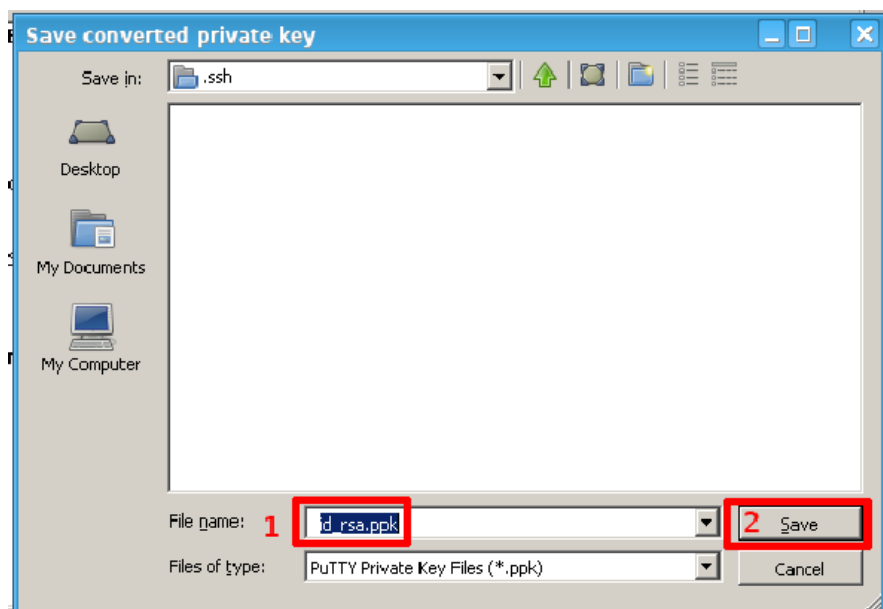 Save converted private key
Save in:
.ssh
Desktop
My Documents
My Computer
File name:
1
id_rsa.ppk
2
Save
Files of type:
PuTTY Private Key Files (*.ppk)
Cancel